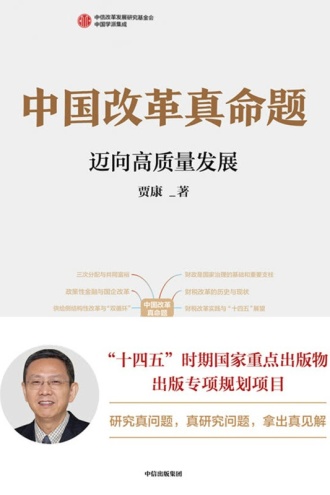 中信改革发展研究基金会
中国学派集成
中国改革真命题
迈向高质量发展
贾康 _著
三次分配与共同富裕
财政是国家治理的基础和重要支柱
政策性金融与国企改革
中国改革
真命题
财税改革的历史与现状
供给侧结构性改革与“双循环”
财税改革实践与“十四五”展望
“十四五”时期国家重点出版物
出版专项规划项目
研究真问题，真研究问题，拿出真见解
中信出版集团